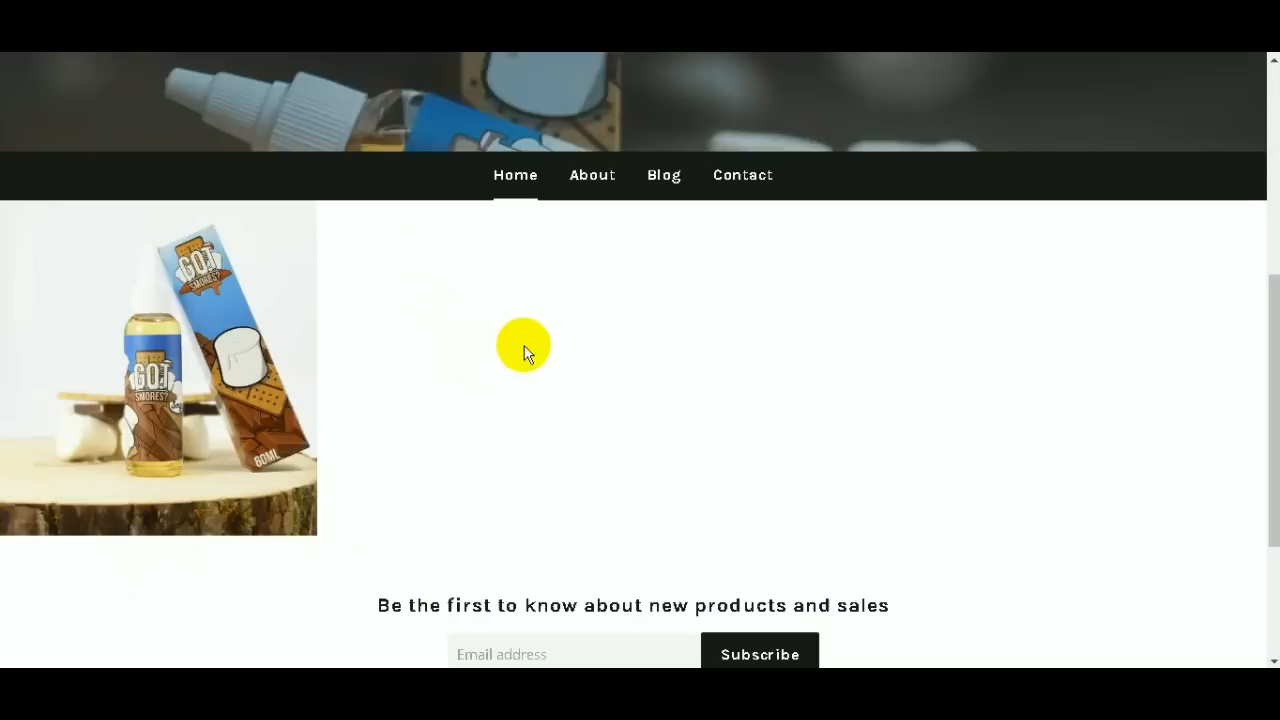 Home About Blog Contact
GOT
SMORES?
GOT
SMORES?
60ML
Be the first to know about new products and sales
Email address Subscribe